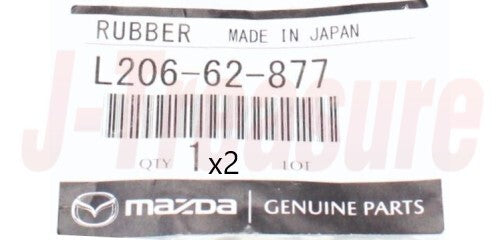 RUBBER MADE IN JAPAN
L206-62-877
QTY 1 x2 LOT
mazda GENUINE PARTS
J-Treasure